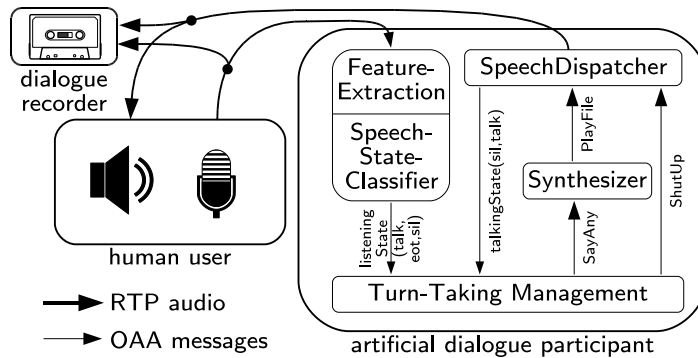 dialogue
recorder
human user
RTP audio
OAA messages
Feature-
Extraction
Speech-
State-
Classifier
SpeechDispatcher
Synthesizer
Turn-Taking Management
listening
State
(talk,
eot,sil)
talkingState(sil,talk)
PlayFile
SayAny
ShutUp
artificial dialogue participant